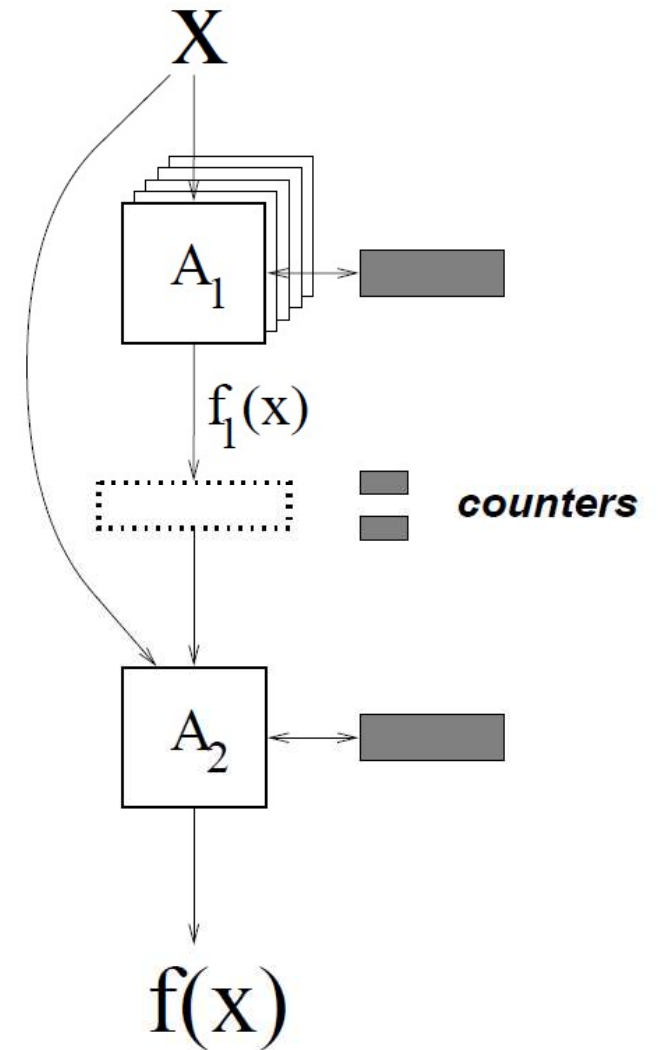 X
A₁
f₁(x)
counters
A₂
f(x)